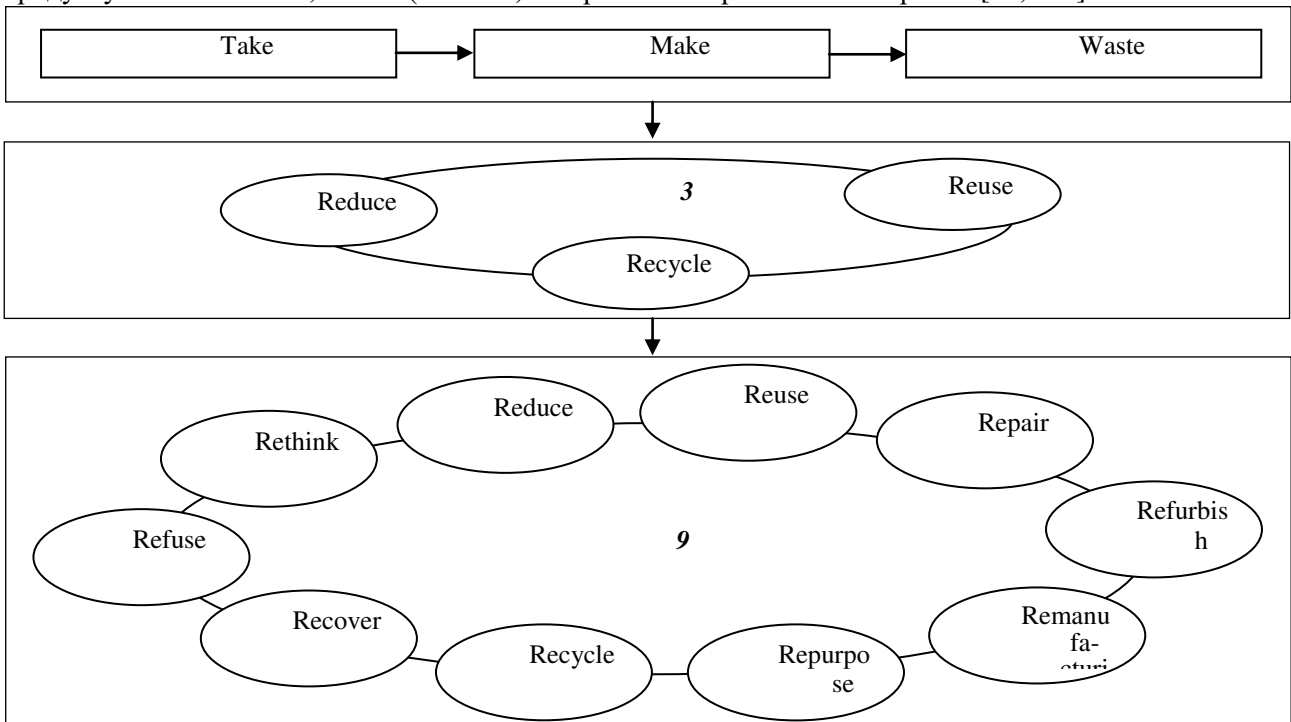 Take
Make
Waste
Reduce
3
Reuse
Recycle
Reduce
Reuse
Rethink
Repair
Refuse
9
Refurbis
h
Recover
Recycle
Repurpo
se
Remanu
fa-
cturi